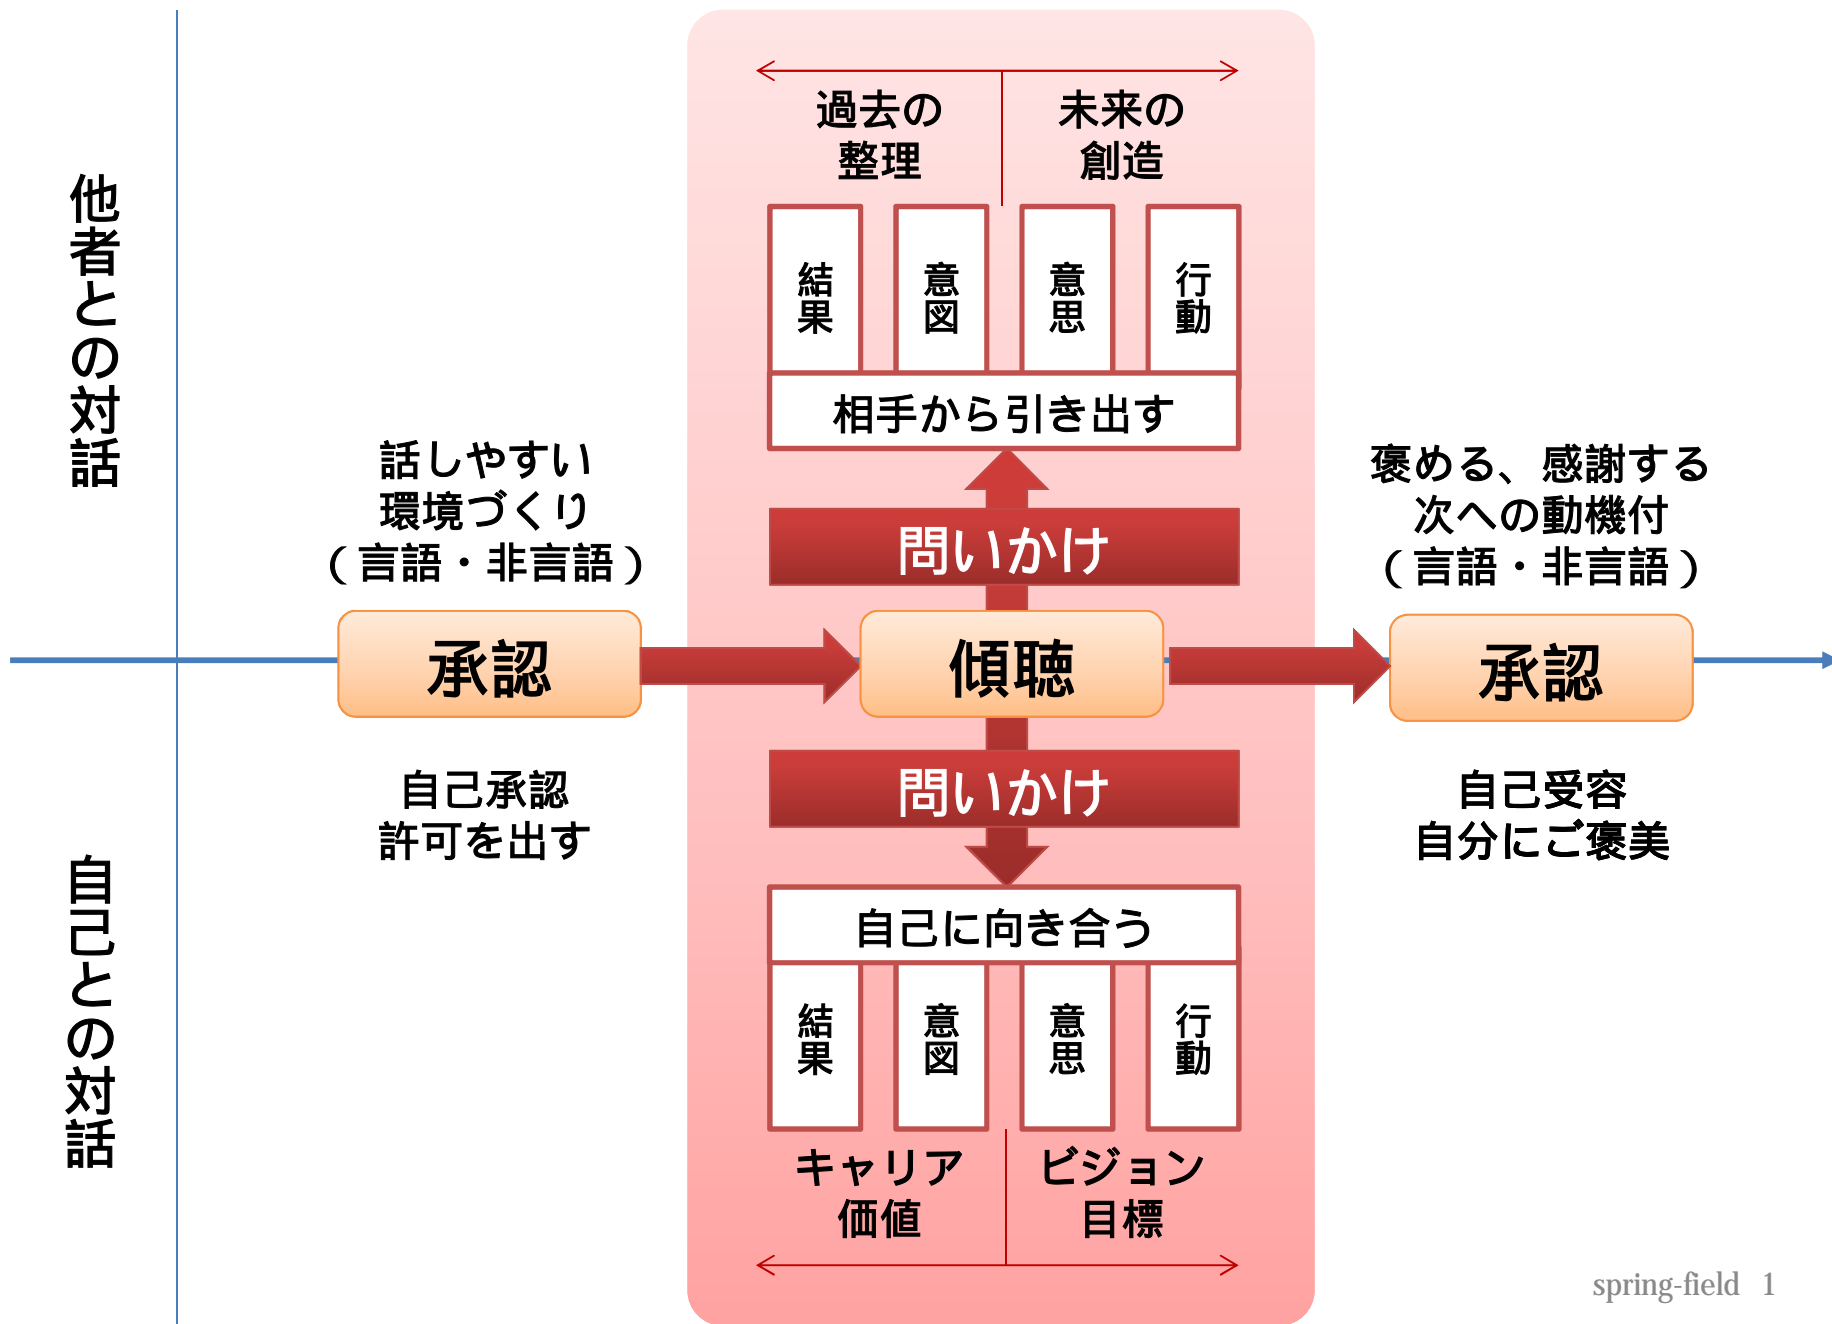 他者との対話
過去の
整理
未来の
創造
結果
意図
意思
行動
相手から引き出す
問いかけ
話しやすい
環境づくり
（言語・非言語）
褒める、感謝する
次への動機付
（言語・非言語）
承認
傾聴
承認
自己との対話
自己承認
許可を出す
問いかけ
自己受容
自分にご褒美
自己に向き合う
結果
意図
意思
行動
キャリア
価値
ビジョン
目標
spring-field 1